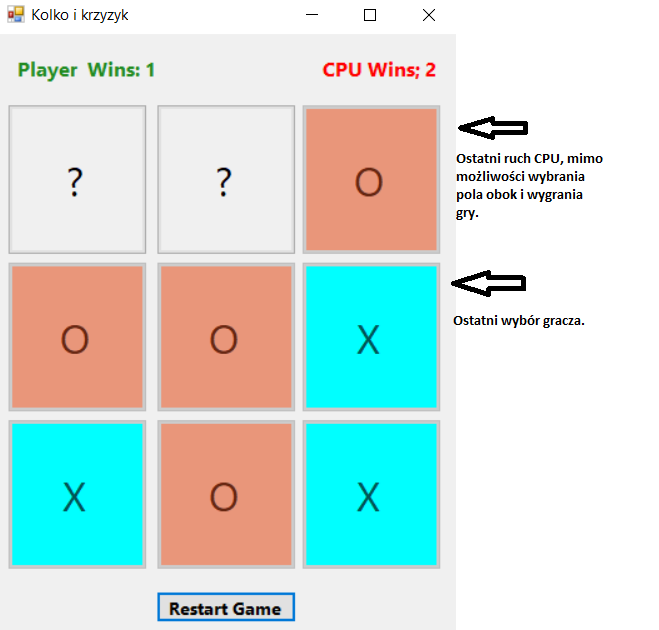 Kolko i krzyzyk
Player Wins: 1
CPU Wins; 2
? ? O
Ostatni ruch CPU, mimo
możliwości wybrania
pola obok i wygrania
gry.
O O X
Ostatni wybór gracza.
X O X
Restart Game